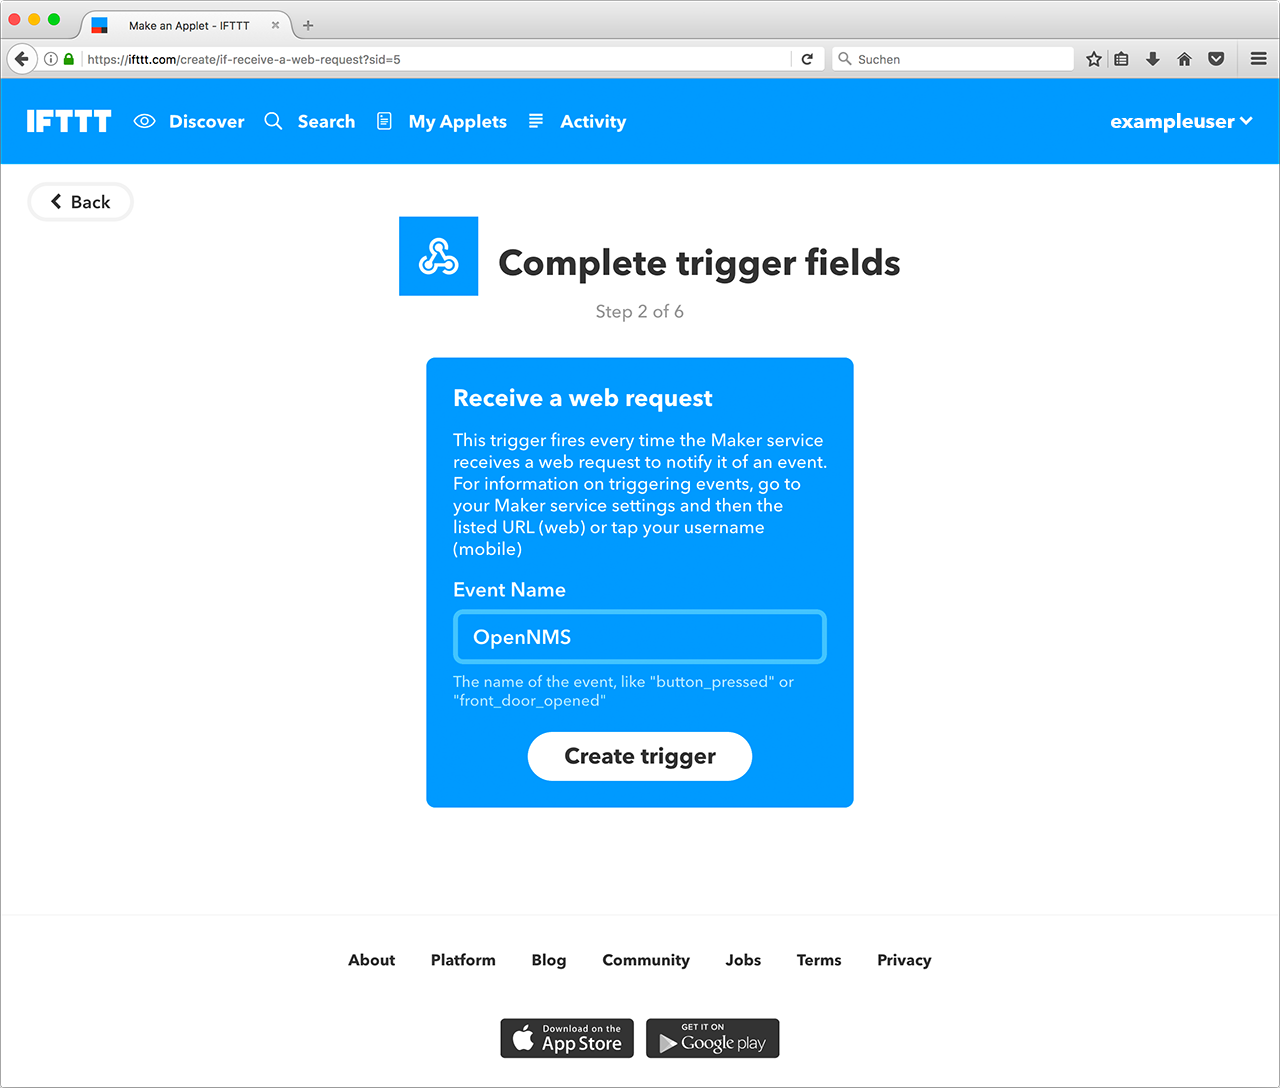 Make an Applet - IFTTT
https://ifttt.com/create/if-receive-a-web-request?sid=5
Suchen
IFTTT Discover Search My Applets Activity exampleuser
Back
Complete trigger fields
Step 2 of 6
Receive a web request
This trigger fires every time the Maker service
receives a web request to notify it of an event.
For information on triggering events, go to
your Maker service settings and then the
listed URL (web) or tap your username
(mobile)
Event Name
OpenNMS
The name of the event, like "button_pressed" or
"front_door_opened"
Create trigger
About Platform Blog Community Jobs Terms Privacy
Download on the
App Store
GET IT ON
Google play